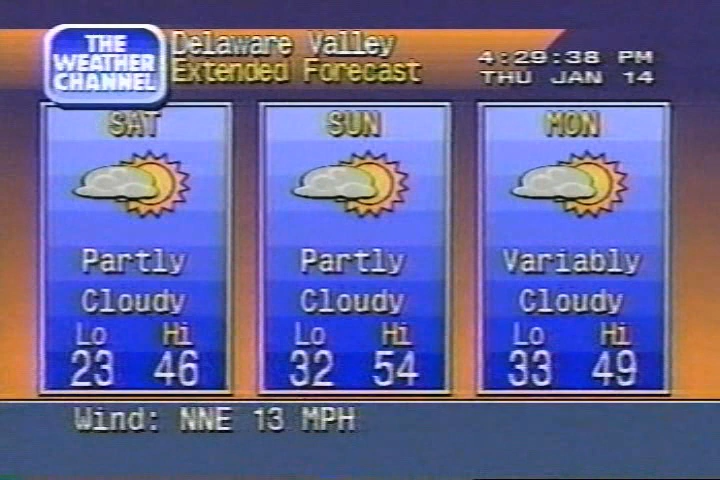 THE
WEATHER
CHANNEL
Delaware Valley
Extended Forecast
4:29:38 PM
THU JAN 14
SAT
Partly
Cloudy
Lo Hi
23 46
SUN
Partly
Cloudy
Lo Hi
32 54
MON
Variably
Cloudy
Lo Hi
33 49
Wind: NNE 13 MPH